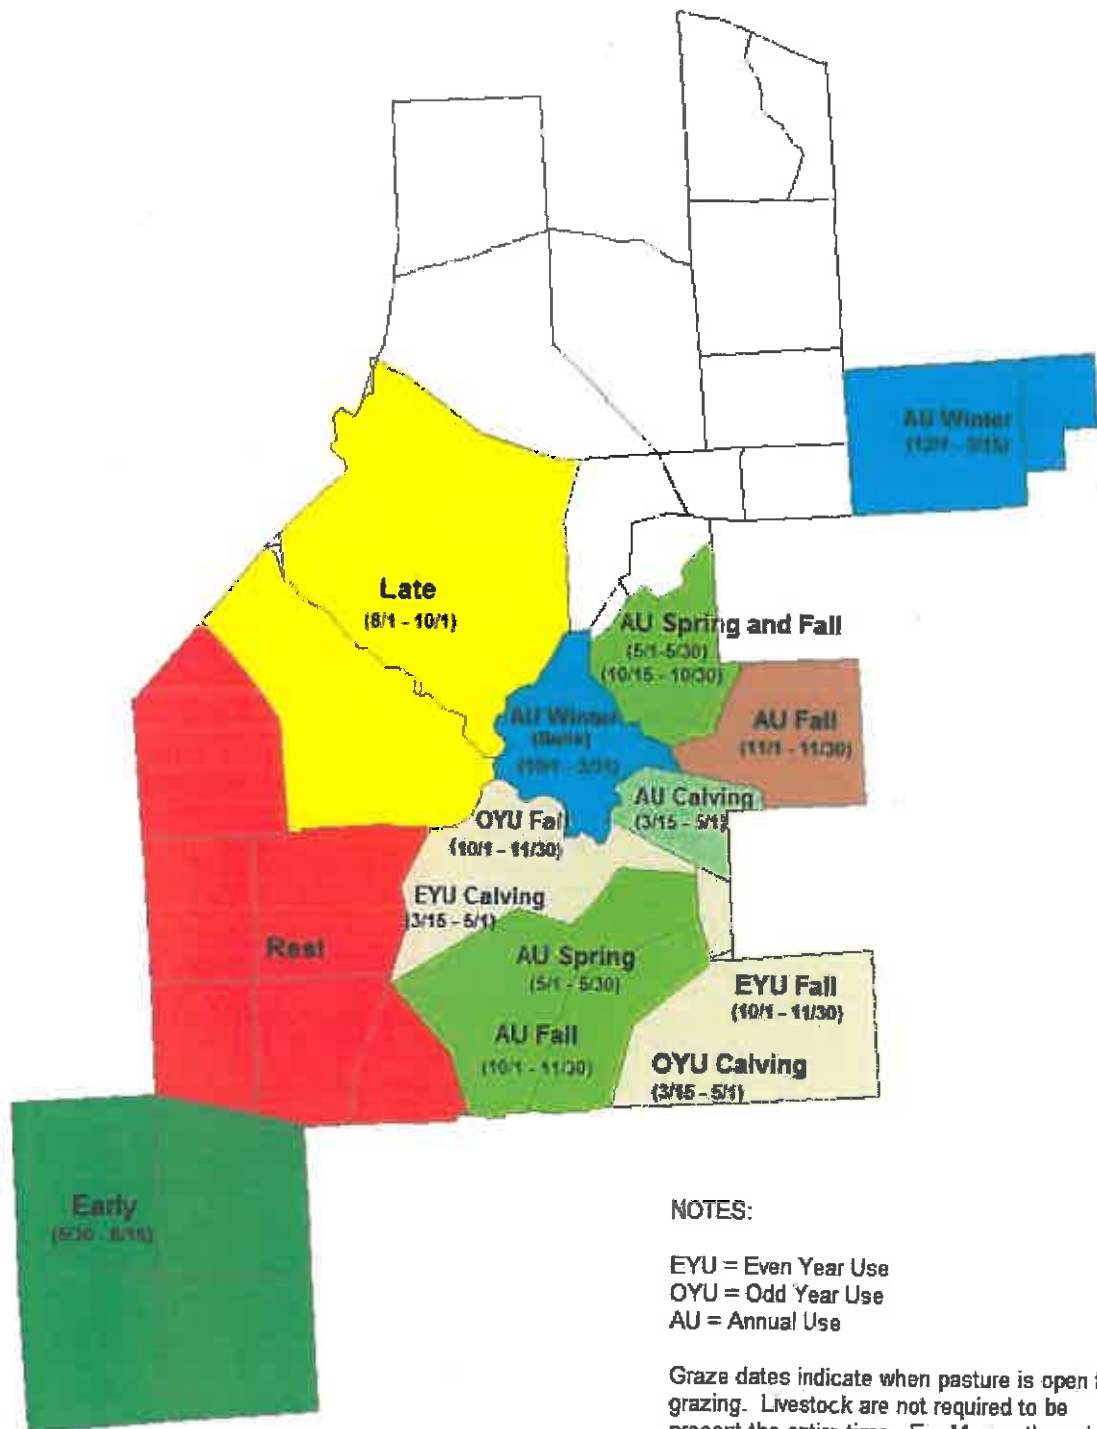 AU Winter
Late
(8/1 - 10/1)
AU Spring and Fall
(5/1-5/30)
(10/15 - 10/30)
AU Winter
(Bulls)
AU Fall
(11/1 - 11/30)
AU Calving
(3/15 - 5/1)
OYU Fall
(10/1 - 11/30)
EYU Calving
(3/15 - 5/1)
Rest
AU Spring
(5/1 - 5/30)
EYU Fall
(10/1 - 11/30)
AU Fall
(10/1 - 11/30)
OYU Calving
(3/15 - 5/1)
Early
NOTES:
EYU = Even Year Use
OYU = Odd Year Use
AU = Annual Use
Graze dates indicate when pasture is open
grazing. Livestock are not required to be